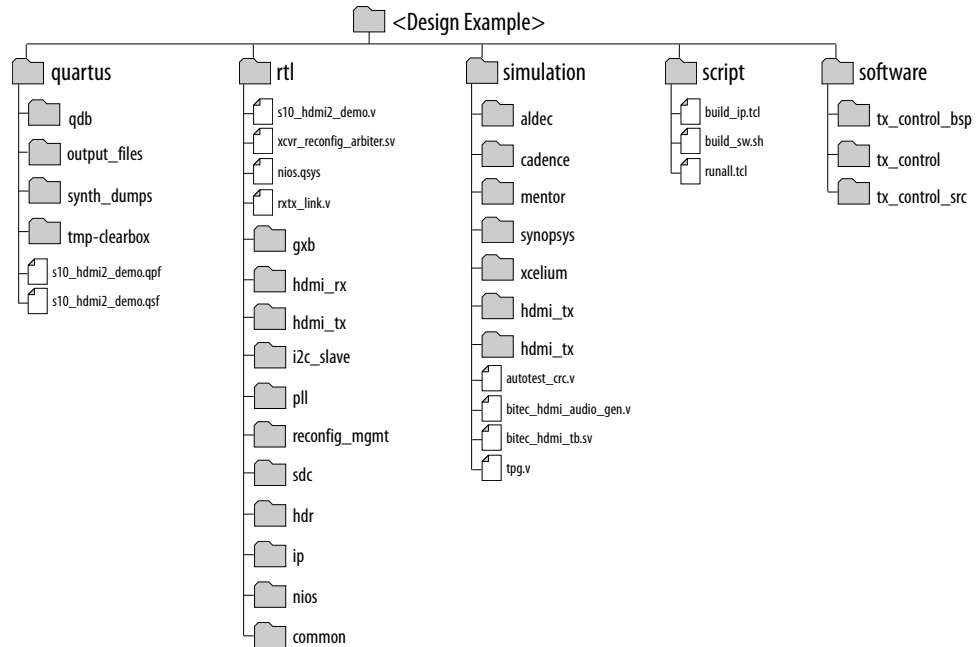 <Design Example>
quartus
qdb
output_files
synth_dumps
tmp-clearbox
s10_hdmi2_demo.qpf
s10_hdmi2_demo.qsf
rtl
s10_hdmi2_demo.v
xcvr_reconfig_arbiter.sv
nios.qsys
rxtx_link.v
gxb
hdmi_rx
hdmi_tx
i2c_slave
pll
reconfig_mgmt
sdc
hdr
ip
nios
common
simulation
aldec
cadence
mentor
synopsys
xcelium
hdmi_tx
hdmi_tx
autotest_crc.v
bitec_hdmi_audio_gen.v
bitec_hdmi_tb.sv
tpg.v
script
build_ip.tcl
build_sw.sh
runall.tcl
software
tx_control_bsp
tx_control
tx_control_src